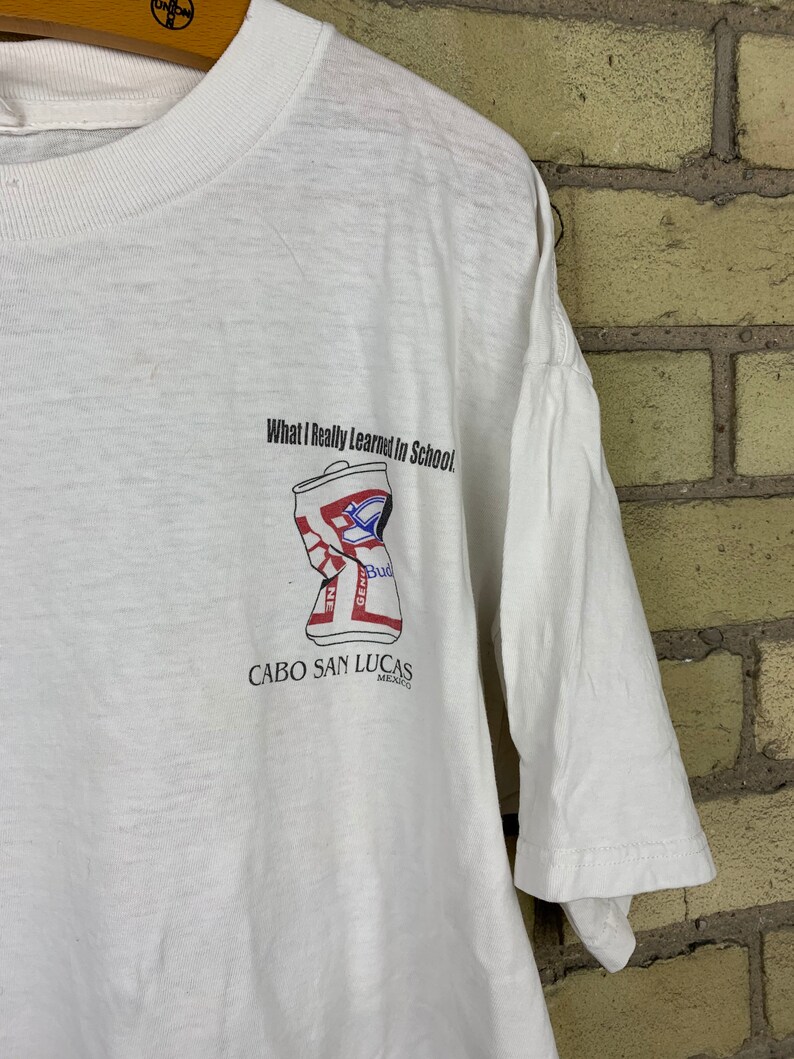 UNION
What I Really Learned In School.
Bud
GENU
NE
CABO SAN LUCAS
MEXICO